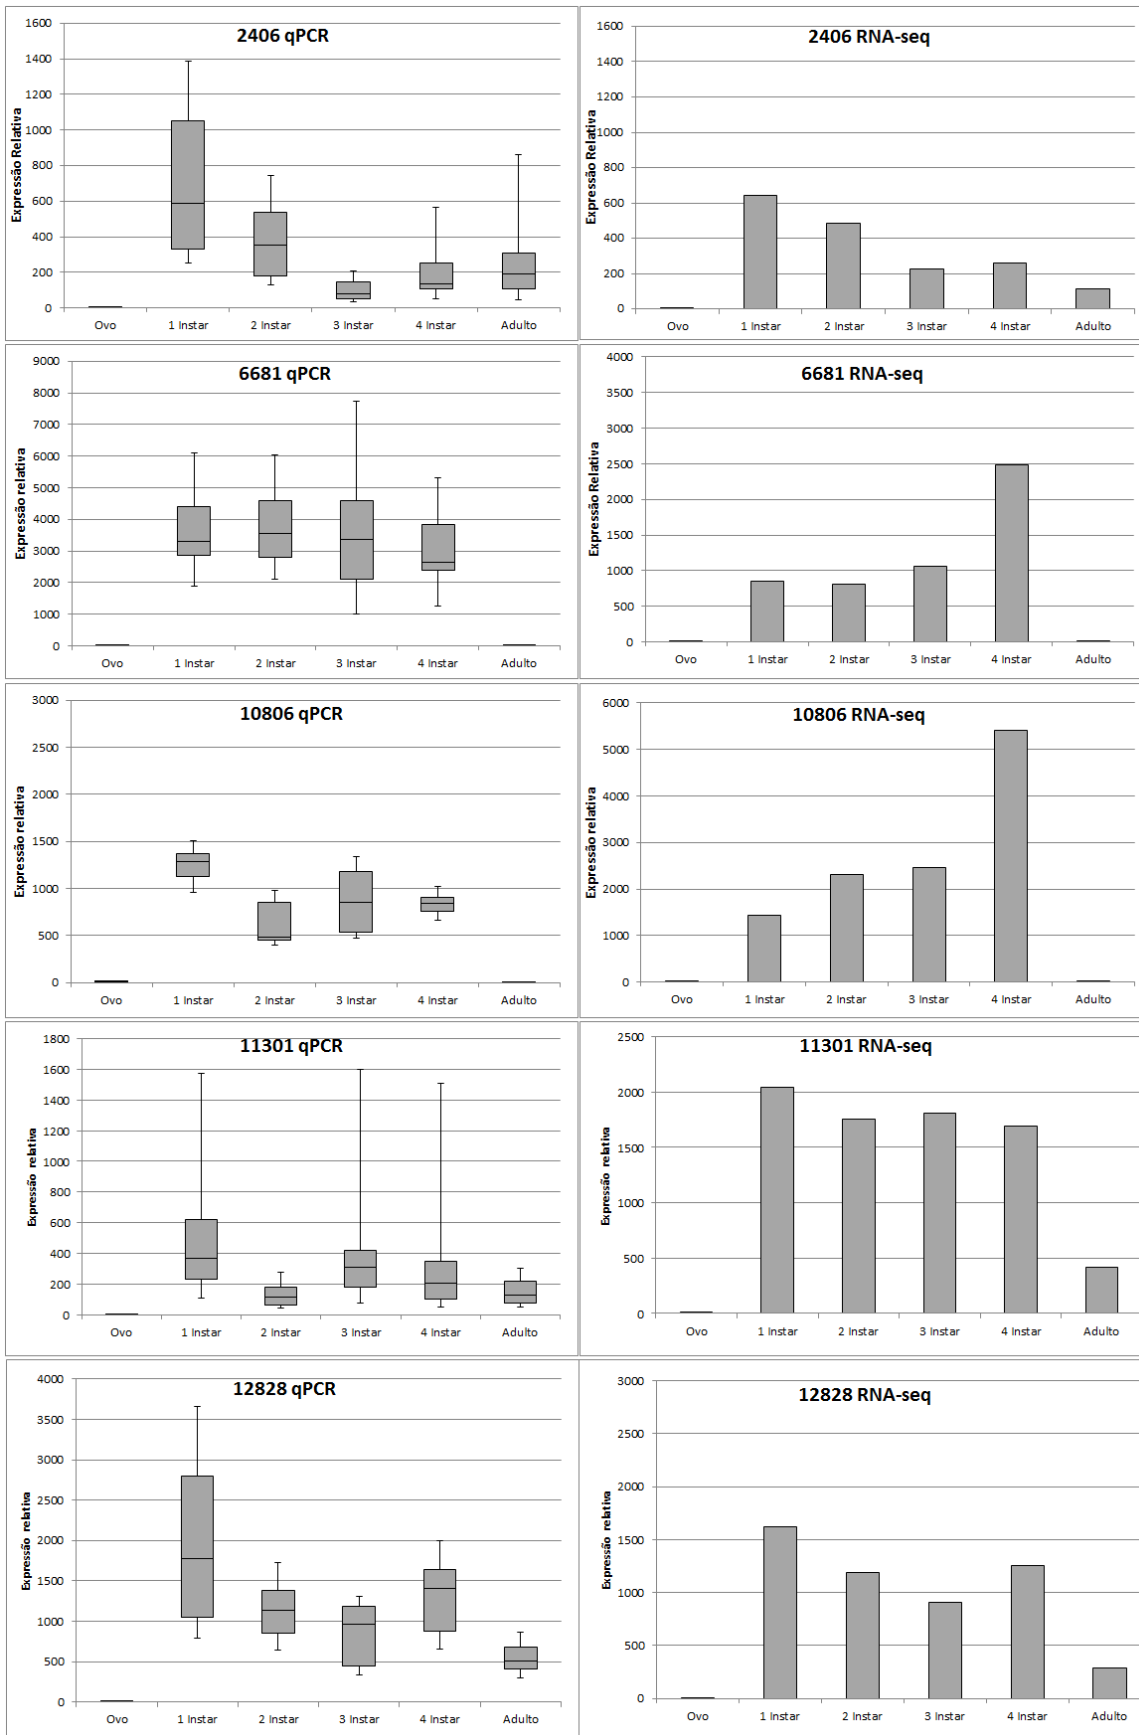 2406 qPCR
Expressão Relativa
1600
1400
1200
1000
800
600
400
200
0
Ovo 1 Instar 2 Instar 3 Instar 4 Instar Adulto
2406 RNA-seq
Expressão Relativa
1600
1400
1200
1000
800
600
400
200
0
Ovo 1 Instar 2 Instar 3 Instar 4 Instar Adulto
6681 qPCR
Expressão relativa
9000
8000
7000
6000
5000
4000
3000
2000
1000
0
Ovo 1 Instar 2 Instar 3 Instar 4 Instar Adulto
6681 RNA-seq
Expressão Relativa
4000
3500
3000
2500
2000
1500
1000
500
0
Ovo 1 Instar 2 Instar 3 Instar 4 Instar Adulto
10806 qPCR
Expressão relativa
3000
2500
2000
1500
1000
500
0
Ovo 1 Instar 2 Instar 3 Instar 4 Instar Adulto
10806 RNA-seq
Expressão relativa
6000
5000
4000
3000
2000
1000
0
Ovo 1 Instar 2 Instar 3 Instar 4 Instar Adulto
11301 qPCR
Expressão relativa
1800
1600
1400
1200
1000
800
600
400
200
0
Ovo 1 Instar 2 Instar 3 Instar 4 Instar Adulto
11301 RNA-seq
Expressão relativa
2500
2000
1500
1000
500
0
Ovo 1 Instar 2 Instar 3 Instar 4 Instar Adulto
12828 qPCR
Expressão relativa
4000
3500
3000
2500
2000
1500
1000
500
0
Ovo 1 Instar 2 Instar 3 Instar 4 Instar Adulto
12828 RNA-seq
Expressão relativa
3000
2500
2000
1500
1000
500
0
Ovo 1 Instar 2 Instar 3 Instar 4 Instar Adulto